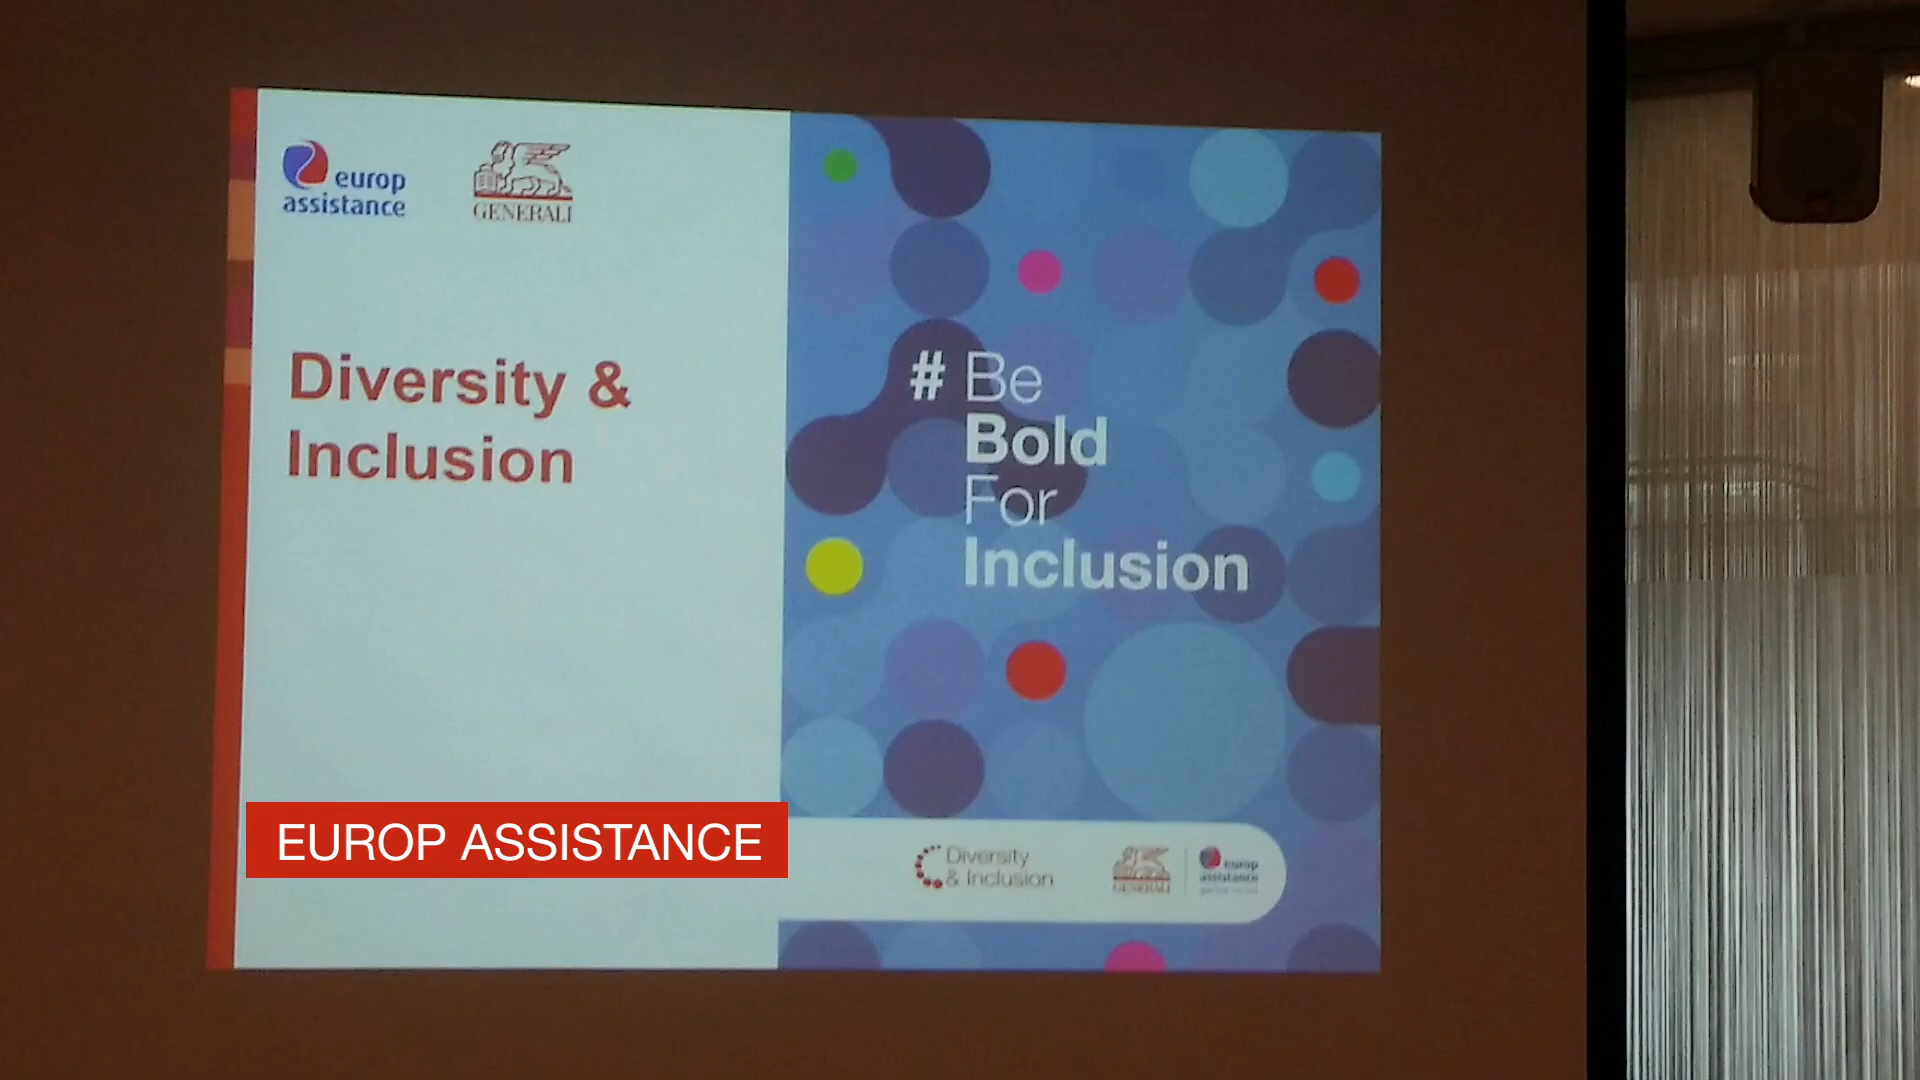 europ
assistance
GENERALI
Diversity &
Inclusion
# Be
Bold
For
Inclusion
EUROP ASSISTANCE
Diversity
& Inclusion
GENERALI
europ
assistance